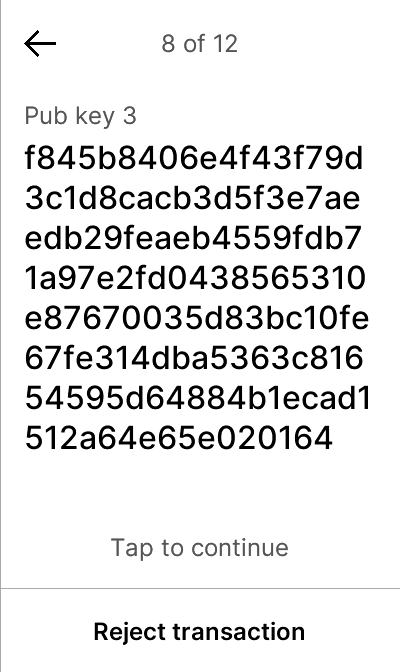 8 of 12
Pub key 3
f845b8406e4f43f79d
3c1d8cacb3d5f3e7ae
edb29feaeb4559fdb7
1a97e2fd0438565310
e87670035d83bc10fe
67fe314dba5363c816
54595d64884b1ecad1
512a64e65e020164
Tap to continue
Reject transaction